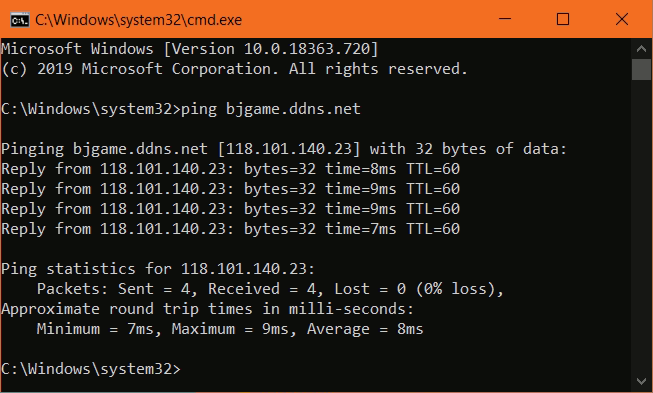 C:\Windows\system32\cmd.exe
Microsoft Windows [Version 10.0.18363.720]
(c) 2019 Microsoft Corporation. All rights reserved.
C:\Windows\system32>ping bjgame.ddns.net
Pinging bjgame.ddns.net [118.101.140.23] with 32 bytes of data:
Reply from 118.101.140.23: bytes=32 time=8ms TTL=60
Reply from 118.101.140.23: bytes=32 time=9ms TTL=60
Reply from 118.101.140.23: bytes=32 time=9ms TTL=60
Reply from 118.101.140.23: bytes=32 time=7ms TTL=60
Ping statistics for 118.101.140.23:
    Packets: Sent = 4, Received = 4, Lost = 0 (0% loss),
Approximate round trip times in milli-seconds:
    Minimum = 7ms, Maximum = 9ms, Average = 8ms
C:\Windows\system32>